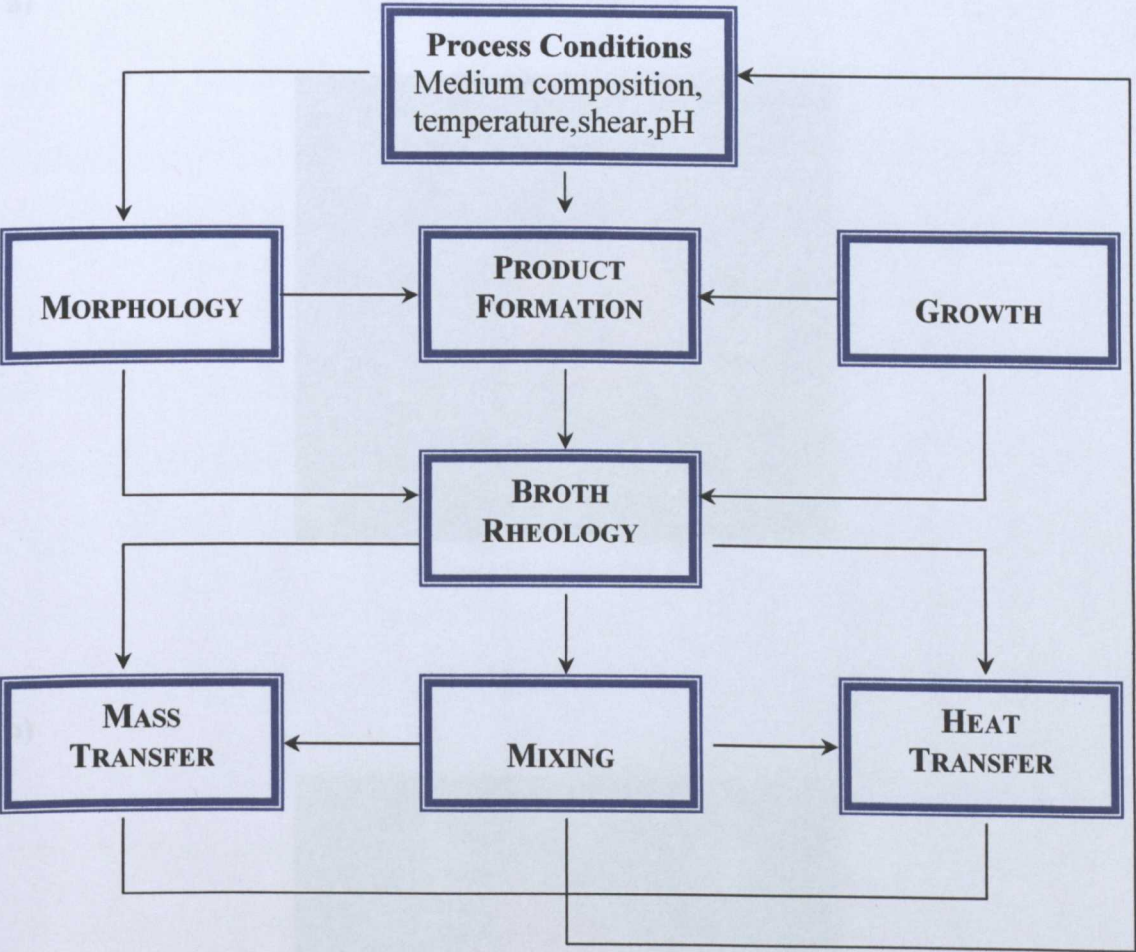 Process Conditions
Medium composition,
temperature,shear,pH
MORPHOLOGY
PRODUCT
FORMATION
GROWTH
BROTH
RHEOLOGY
MASS
TRANSFER
MIXING
HEAT
TRANSFER